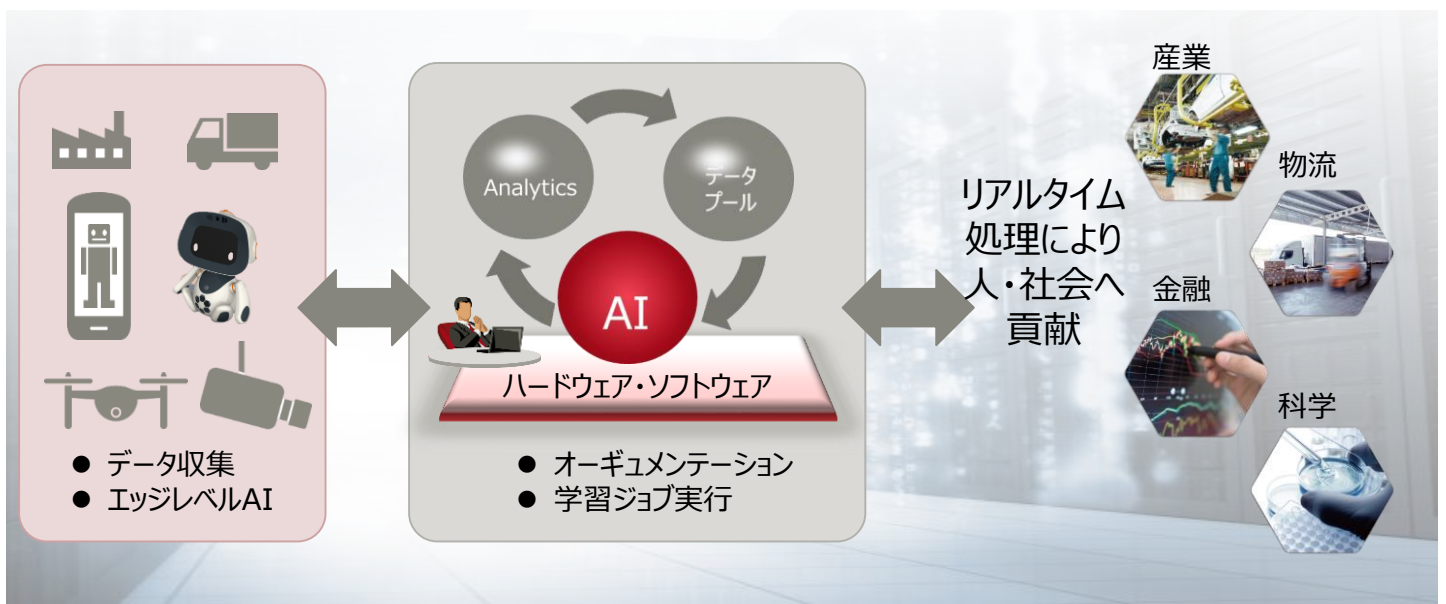 ● データ収集
● エッジレベルAI
Analytics
データ
プール
AI
ハードウェア・ソフトウェア
● オーギュメンテーション
● 学習ジョブ実行
リアルタイム
処理により
人・社会へ
貢献
産業
物流
金融
科学